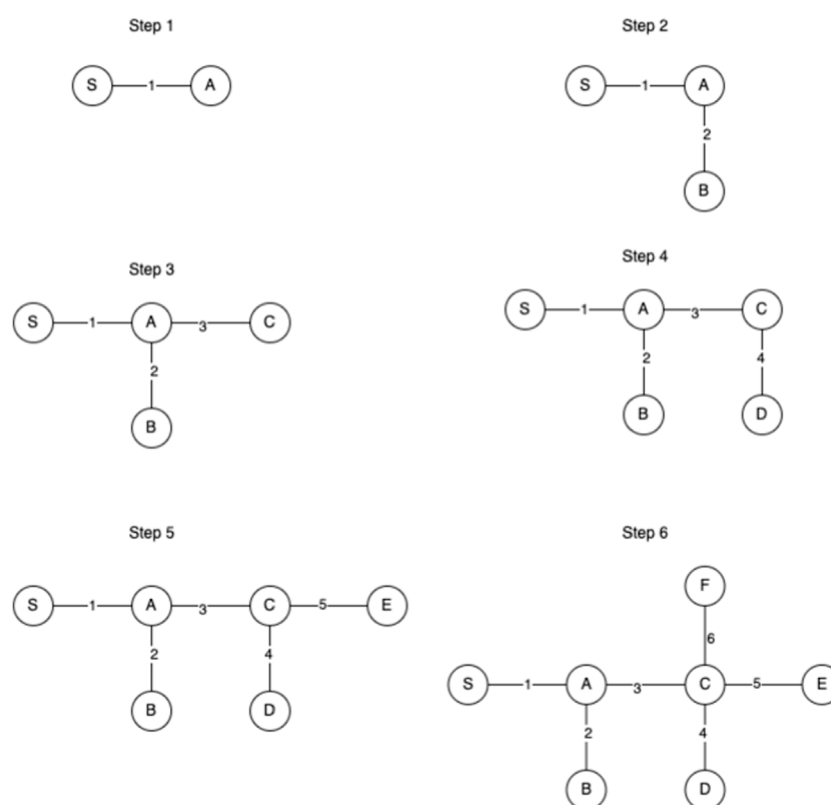 Step 1
S 1 A
Step 2
S 1 A
2
B
Step 3
S 1 A 3 C
2
B
Step 4
S 1 A 3 C
2 4
B D
Step 5
S 1 A 3 C 5 E
2 4
B D
Step 6
F
6
S 1 A 3 C 5 E
2 4
B D